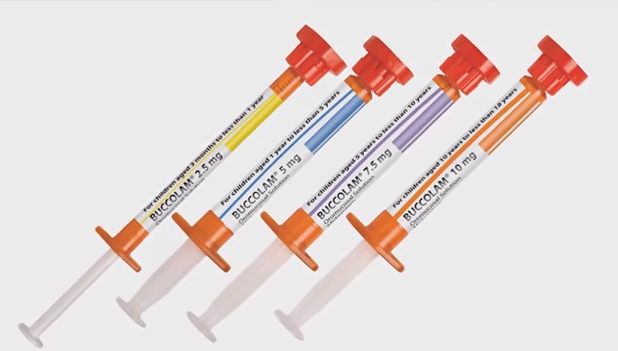 For children aged 3 months to less than 1 year
BUCCOLAM® 2.5 mg
Oromucosal Solution
For children aged 1 year to less than 5 years
BUCCOLAM® 5 mg
Oromucosal Solution
For children aged 5 years to less than 10 years
BUCCOLAM® 7.5 mg
Oromucosal Solution
For children aged 10 years to less than 18 years
BUCCOLAM® 10 mg
Oromucosal Solution